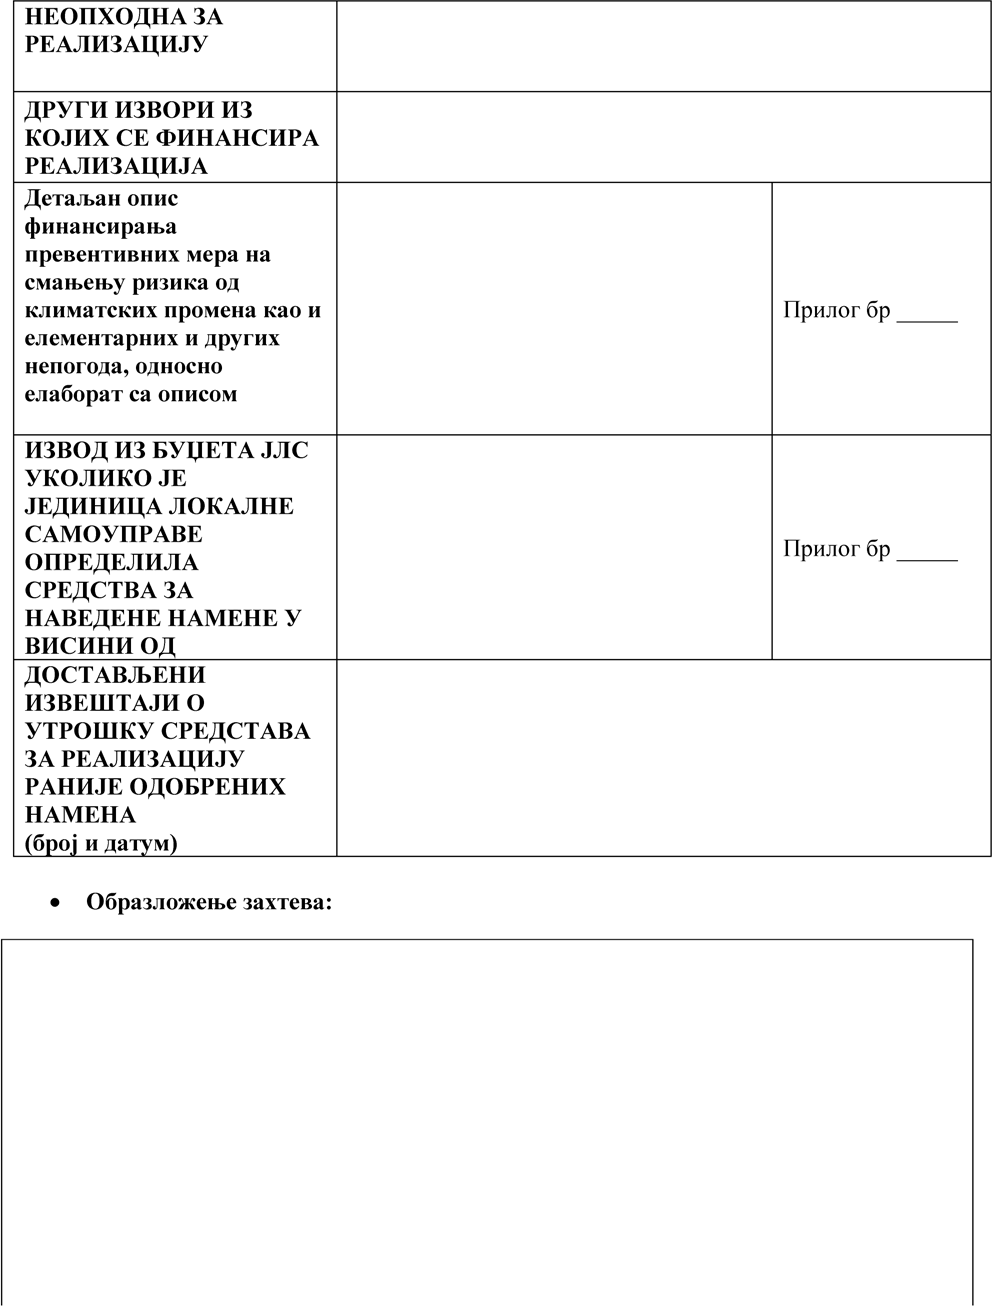 НЕОПХОДНА ЗА
РЕАЛИЗАЦИЈУ
ДРУГИ ИЗВОРИ ИЗ
КОЈИХ СЕ ФИНАНСИРА
РЕАЛИЗАЦИЈА
Детаљан опис
финансирања
превентивних мера на
смањењу ризика од
климатских промена као и
елементарних и других
непогода, односно
елаборат са описом
Прилог бр _____
ИЗВОД ИЗ БУЏЕТА ЈЛС
УКОЛИКО ЈЕ
ЈЕДИНИЦА ЛОКАЛНЕ
САМОУПРАВЕ
ОПРЕДЕЛИЛА
СРЕДСТВА ЗА
НАВЕДЕНЕ НАМЕНЕ У
ВИСИНИ ОД
Прилог бр _____
ДОСТАВЉЕНИ
ИЗВЕШТАЈИ О
УТРОШКУ СРЕДСТАВА
ЗА РЕАЛИЗАЦИЈУ
РАНИЈЕ ОДОБРЕНИХ
НАМЕНА
(број и датум)
• Образложење захтева: